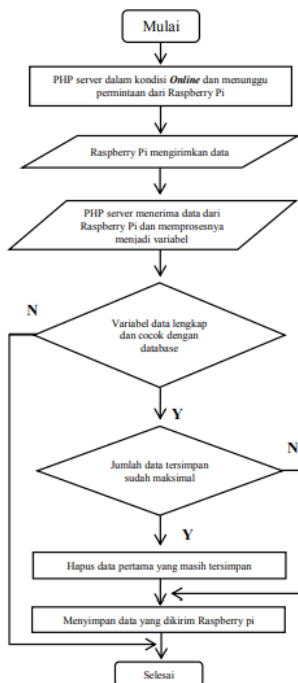 Mulai
PHP server dalam kondisi Online dan menunggu
permintaan dari Raspberry Pi
Raspberry Pi mengirimkan data
PHP server menerima data dari
Raspberry Pi dan memprosesnya
menjadi variabel
N
Variabel data lengkap
dan cocok dengan
database
Y
Jumlah data tersimpan
sudah maksimal
N
Y
Hapus data pertama yang masih tersimpan
Menyimpan data yang dikirim Raspberry pi
Selesai